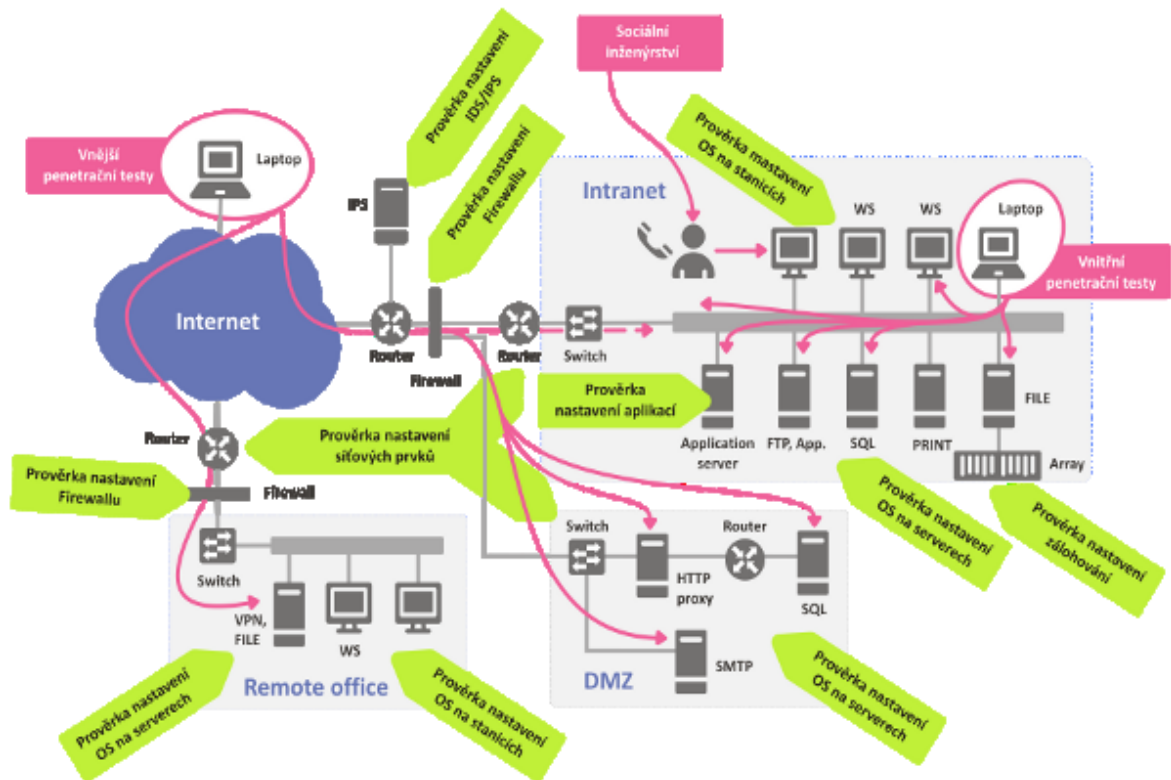 Sociální
inženýrství
Prověrka nastavení
IDS/IPS
Prověrka nastavení
Firewallu
Prověrka mastavení
OS na stanicích
Vnější
penetrační testy
Laptop
IPS
Intranet
WS
WS
Laptop
Vnitřní
penetrační testy
Internet
Router
Firewall
Router
Switch
Prověrka
nastavení aplikací
Application
server
FTP, App.
SQL
PRINT
FILE
Array
Router
Prověrka nastavení
síťových prvků
Prověrka nastavení
Firewallu
Firewall
Prověrka nastavení
OS na serverech
Prověrka nastavení
zálohování
Switch
VPN,
FILE
WS
Remote office
Prověrka nastavení
OS na serverech
Prověrka nastavení
OS na stanicích
Switch
HTTP
proxy
Router
SQL
SMTP
DMZ
Prověrka nastavení
OS na serverech